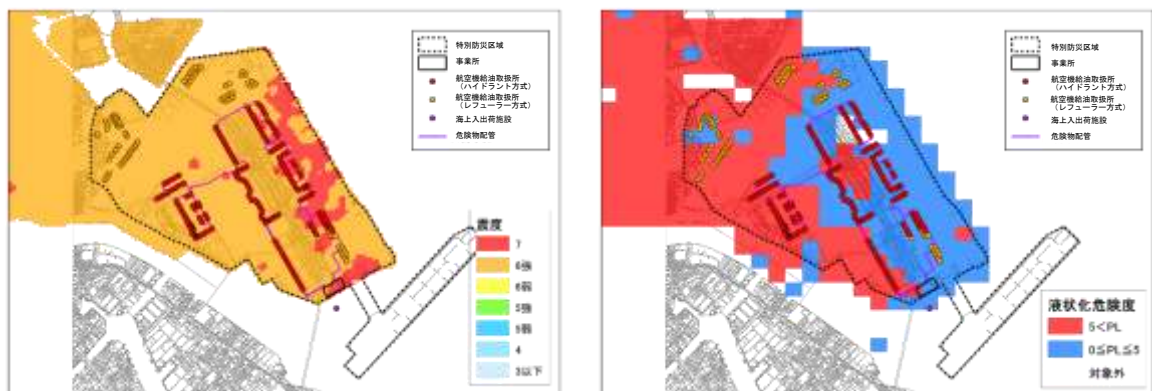 特別防災区域
事業所
航空機給油取扱所
（ハイドラント方式）
航空機給油取扱所
（レフューラー方式）
海上入出荷施設
危険物配管
震度
7
6強
6弱
5強
5弱
4
3以下
特別防災区域
事業所
航空機給油取扱所
（ハイドラント方式）
航空機給油取扱所
（レフューラー方式）
海上入出荷施設
危険物配管
液状化危険度
5<PL
0≦PL≦5
対象外